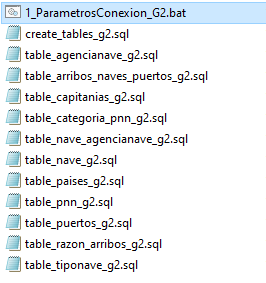 1_ParametrosConexion_G2.bat
create_tables_g2.sql
table_agencianave_g2.sql
table_arribos_naves_puertos_g2.sql
table_capitanias_g2.sql
table_categoria_pnn_g2.sql
table_nave_agencianave_g2.sql
table_nave_g2.sql
table_paises_g2.sql
table_pnn_g2.sql
table_puertos_g2.sql
table_razon_arribos_g2.sql
table_tiponave_g2.sql